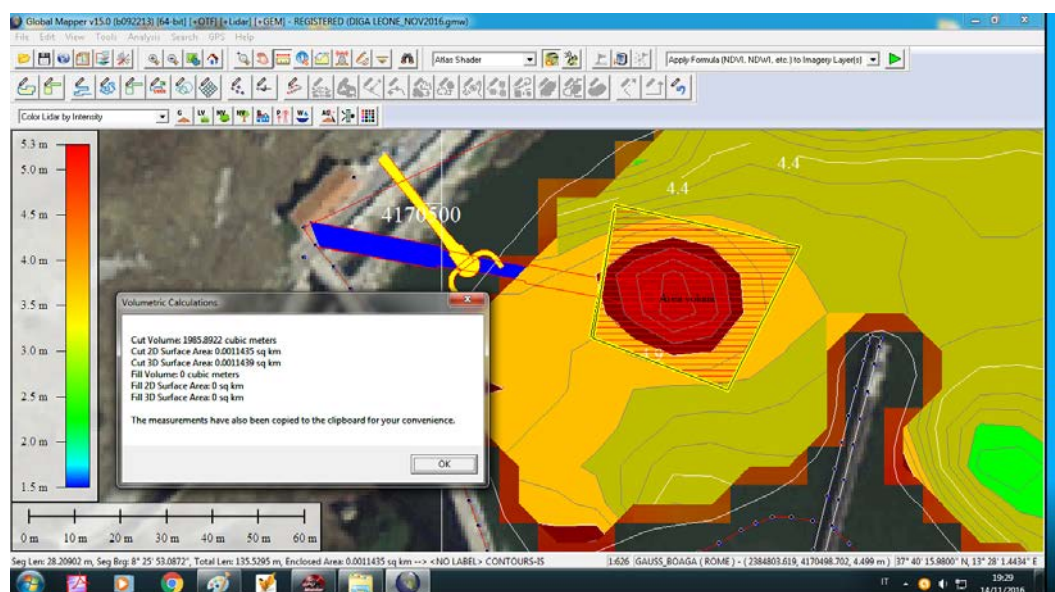 Global Mapper v15.0 (b092213) [64-bit] [+OTF] [+Lidar] [+GEM] - REGISTERED (DIGA LEONE_NOV2016.gmw)
File Edit View Tools Analysis Search GPS Help
Atlas Shader
Apply Formula (NDVI, NDWI, etc.) to Imagery Layer(s)
Color Lidar by Intensity
5.3 m
5.0 m
4.5 m
4.0 m
3.5 m
3.0 m
2.5 m
2.0 m
1.5 m
4170500
4.4
4.4
Volumetric Calculations
Cut Volume: 1985.8922 cubic meters
Cut 2D Surface Area: 0.0011435 sq km
Cut 3D Surface Area: 0.0011439 sq km
Fill Volume: 0 cubic meters
Fill 2D Surface Area: 0 sq km
Fill 3D Surface Area: 0 sq km
The measurements have also been copied to the clipboard for your convenience.
OK
0 m 10 m 20 m 30 m 40 m 50 m 60 m
Seg Len: 28.20902 m, Seg Brg: 8° 25' 53.0872", Total Len: 135.5295 m, Enclosed Area: 0.0011435 sq km --> <NO LABEL> CONTOURS-IS
1:626 GAUSS_BOAGA (ROME) - ( 2384803.619, 4170498.702, 4.499 m ) 37° 40' 15.9800" N, 13° 28' 1.4434" E
IT
19:29
14/11/2016